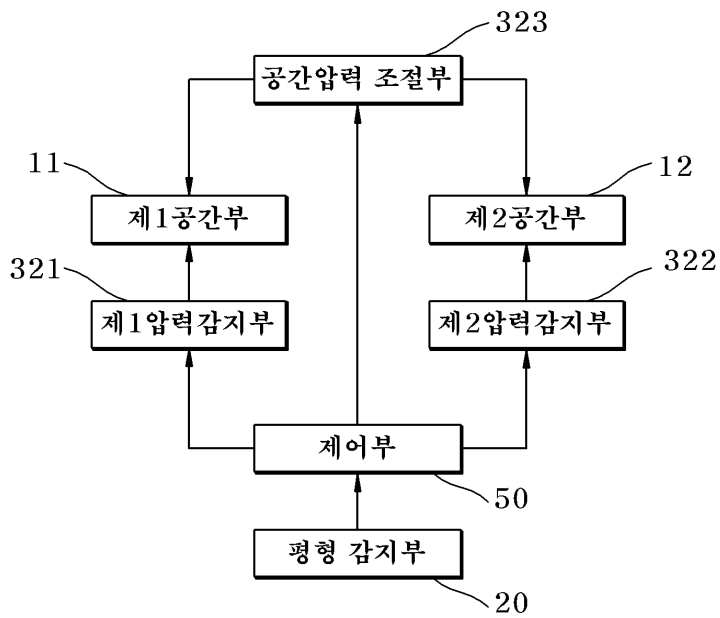 323
공간압력 조절부
11
12
제1공간부
제2공간부
321
322
제1압력감지부
제2압력감지부
제어부
50
평형 감지부
20